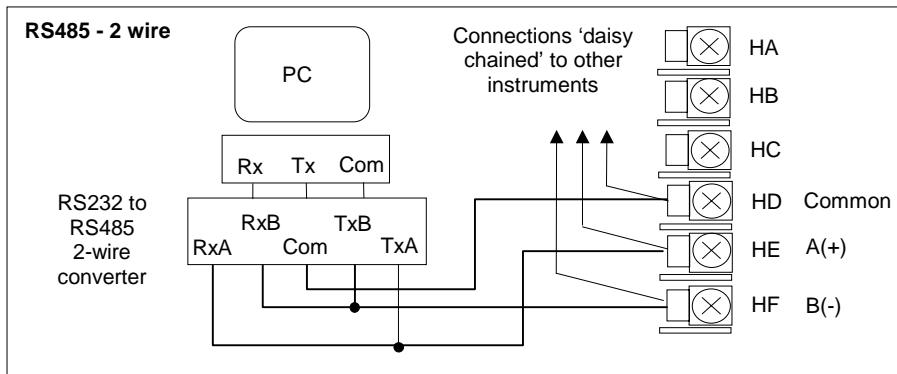 RS485 - 2 wire
PC
Connections ‘daisy
chained’ to other
instruments
Rx Tx Com
RS232 to
RS485
2-wire
converter
RxA RxB Com TxB TxA
HA
HB
HC
HD Common
HE A(+)
HF B(-)